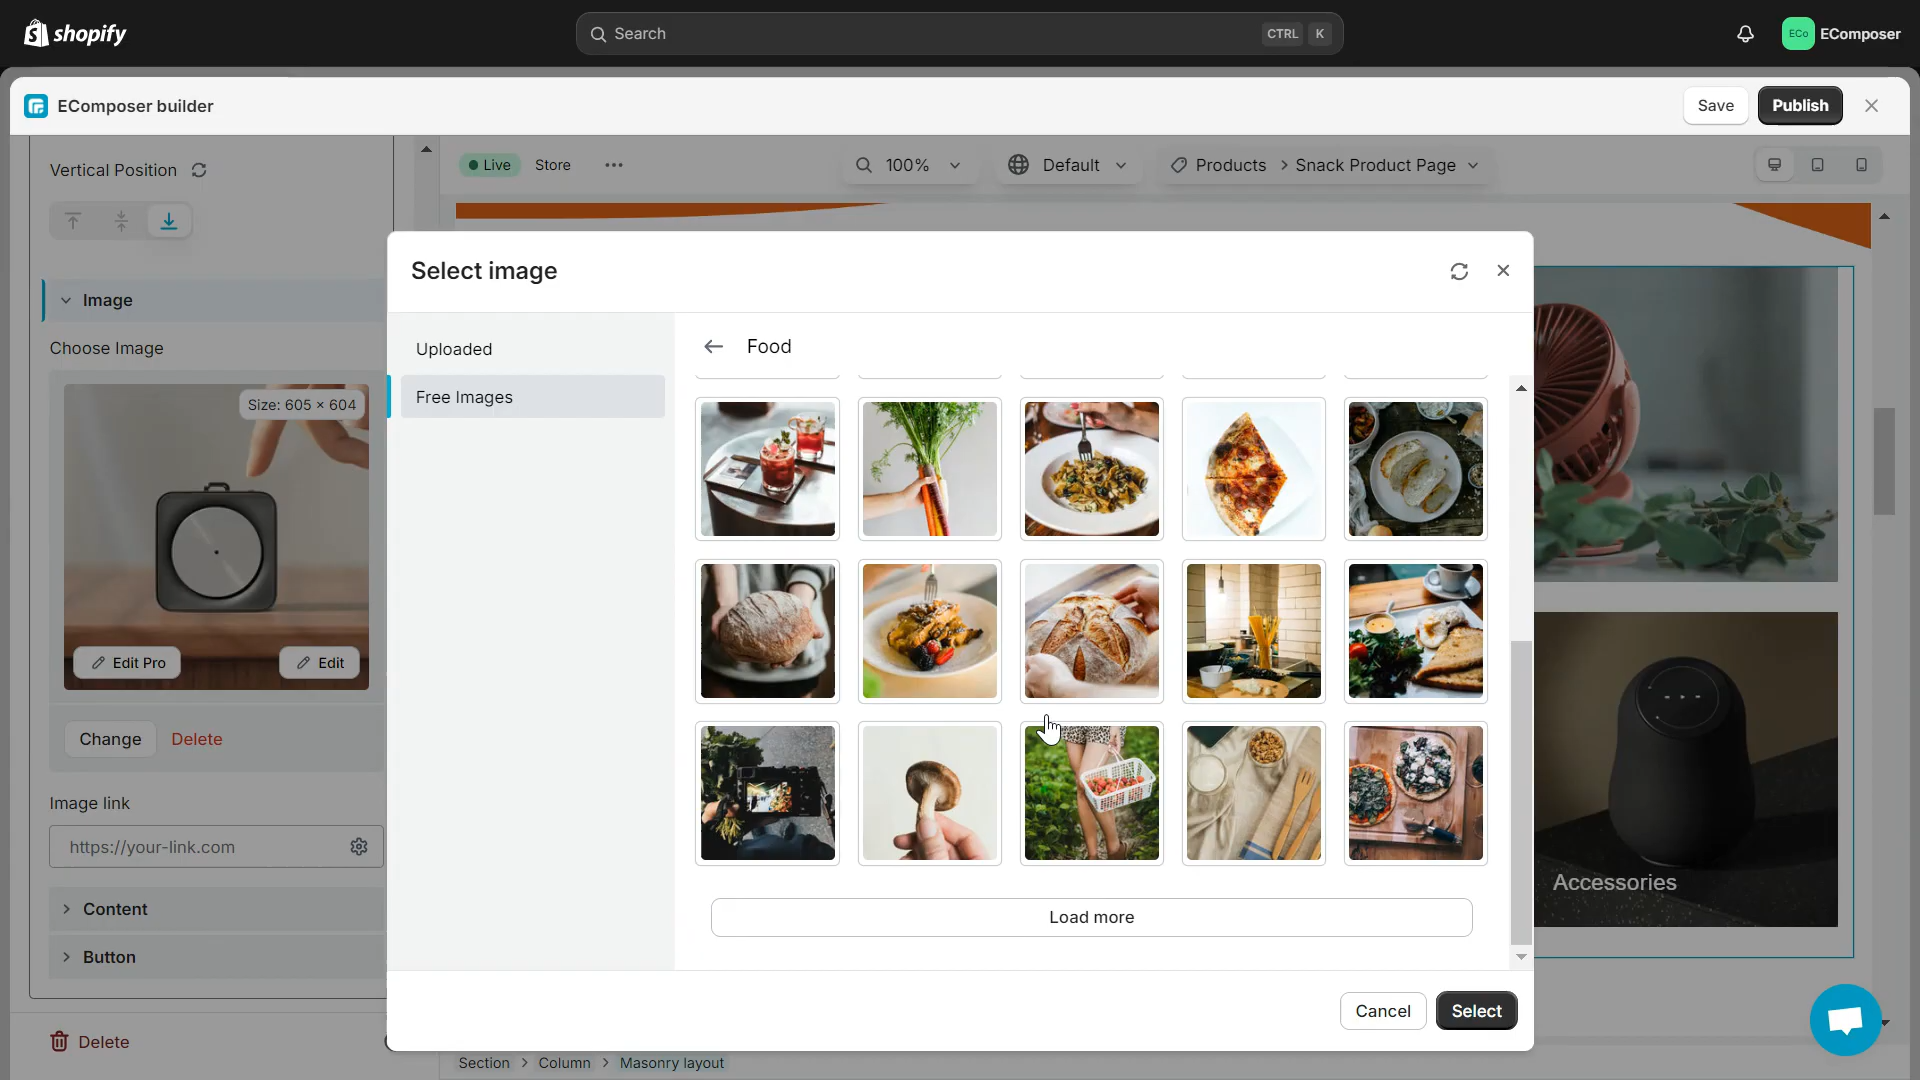 shopify
Search
CTRL K
ECo
EComposer
EComposer builder
Save
Publish
Vertical Position
Live
Store
100%
Default
Products > Snack Product Page
Select image
Image
Choose Image
Size: 605 × 604
Edit Pro
Edit
Change
Delete
Image link
https://your-link.com
Content
Button
Delete
Uploaded
Free Images
Food
Load more
Cancel
Select
Accessories
Section > Column > Masonry layout